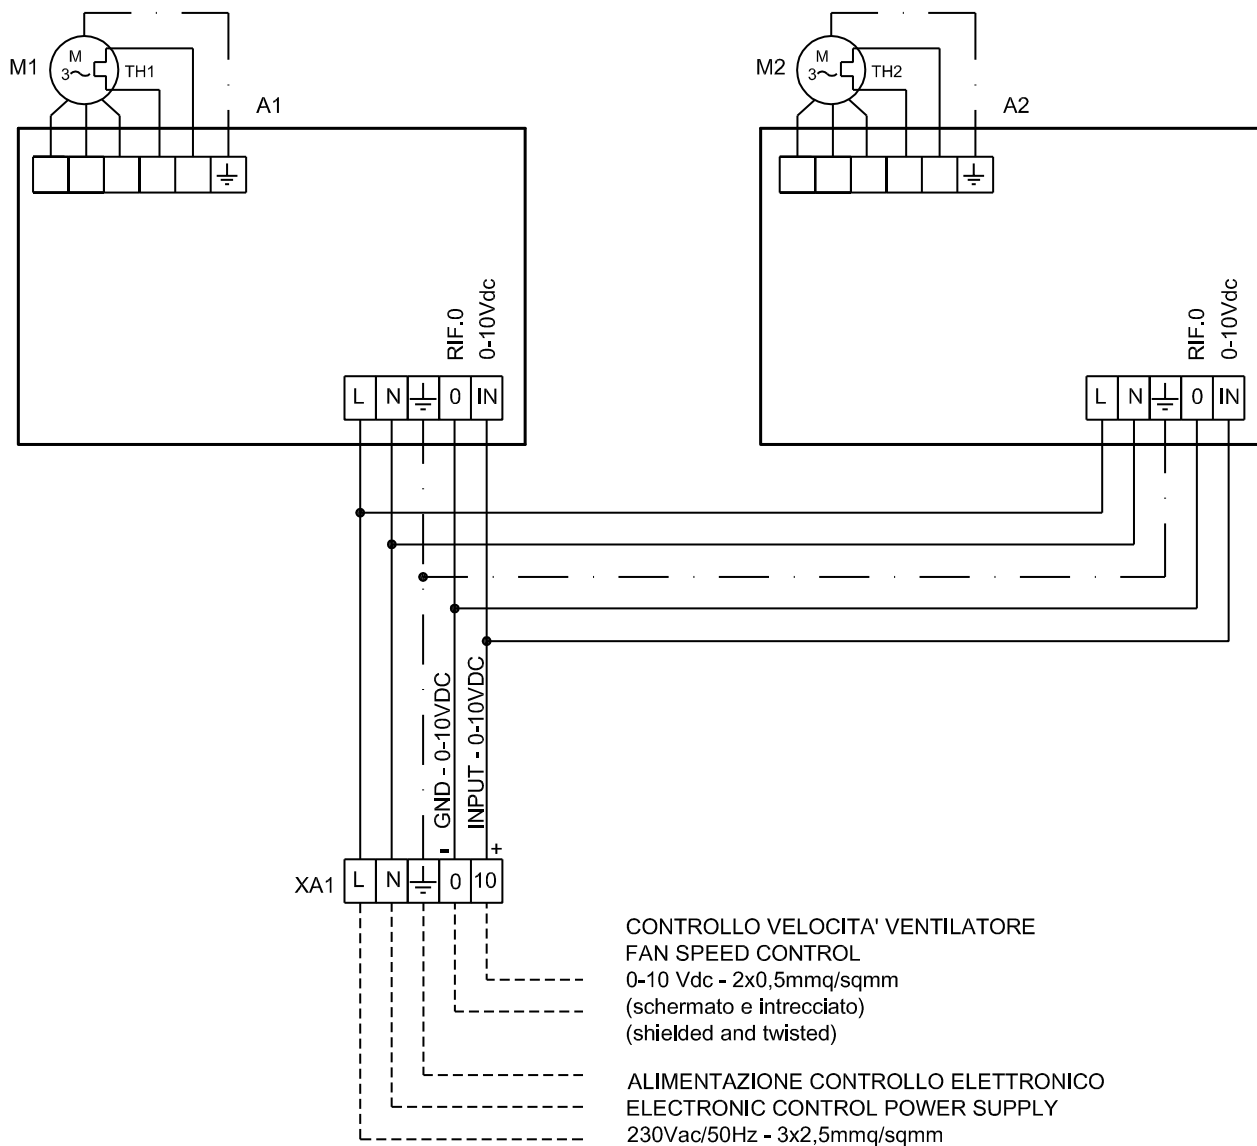 M1
M
3~
TH1
A1
M2
M
3~
TH2
A2
RIF.0
0-10Vdc
L N 0 IN
RIF.0
0-10Vdc
L N 0 IN
GND - 0-10VDC
INPUT - 0-10VDC
- +
XA1 L N 0 10
CONTROLLO VELOCITA' VENTILATORE
FAN SPEED CONTROL
0-10 Vdc - 2x0,5mmq/sqmm
(schermato e intrecciato)
(shielded and twisted)
ALIMENTAZIONE CONTROLLO ELETTRONICO
ELECTRONIC CONTROL POWER SUPPLY
230Vac/50Hz - 3x2,5mmq/sqmm